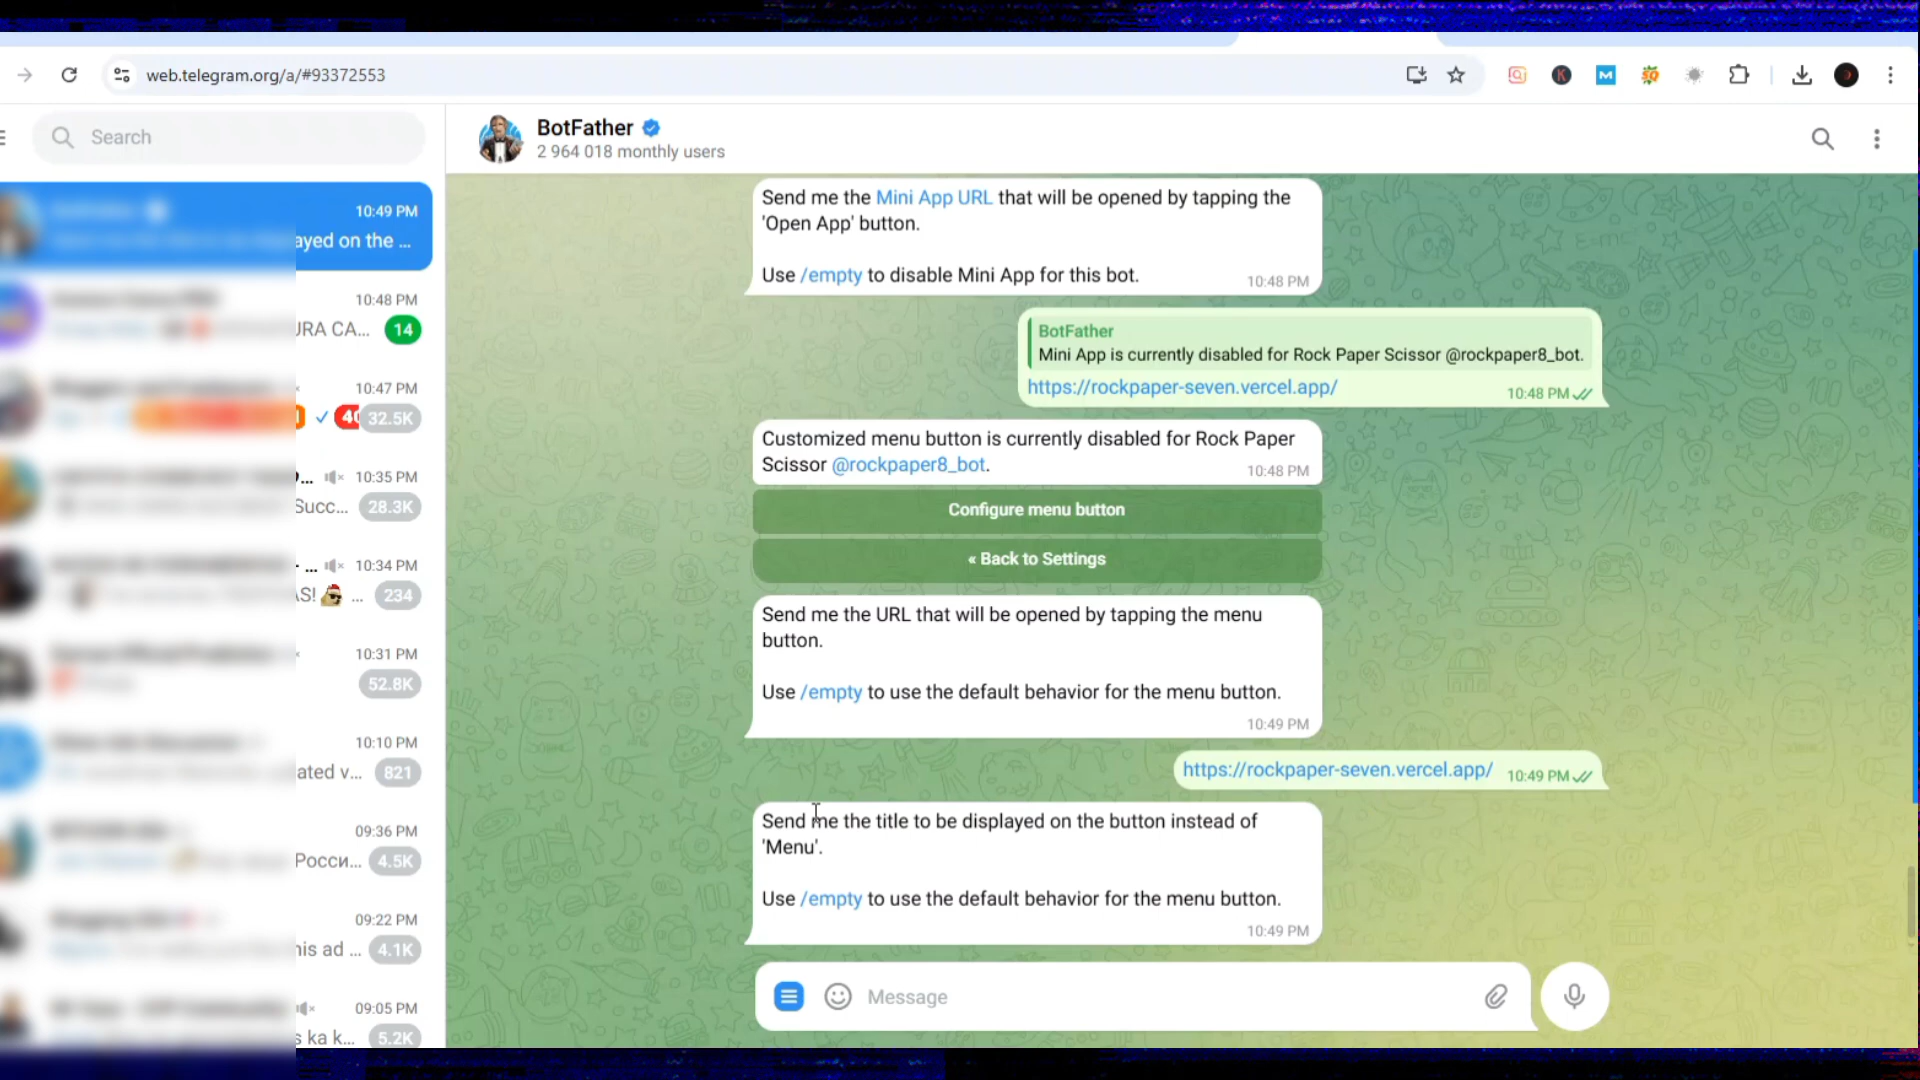 web.telegram.org/a/#93372553
Search
BotFather
2 964 018 monthly users
10:49 PM
ayed on the ...
10:48 PM
JRA CA...
14
10:47 PM
32.5K
10:35 PM
Succ...
28.3K
10:34 PM
AS!
...
234
10:31 PM
52.8K
10:10 PM
ated v...
821
09:36 PM
Росси...
4.5K
09:22 PM
his ad ...
4.1K
09:05 PM
s ka k...
5.2K
Send me the Mini App URL that will be opened by tapping the
'Open App' button.
Use /empty to disable Mini App for this bot.
10:48 PM
BotFather
Mini App is currently disabled for Rock Paper Scissor @rockpaper8_bot.
https://rockpaper-seven.vercel.app/
10:48 PM
Customized menu button is currently disabled for Rock Paper
Scissor @rockpaper8_bot.
10:48 PM
Configure menu button
« Back to Settings
Send me the URL that will be opened by tapping the menu
button.
Use /empty to use the default behavior for the menu button.
10:49 PM
https://rockpaper-seven.vercel.app/ 10:49 PM
Send me the title to be displayed on the button instead of
'Menu'.
Use /empty to use the default behavior for the menu button.
10:49 PM
Message